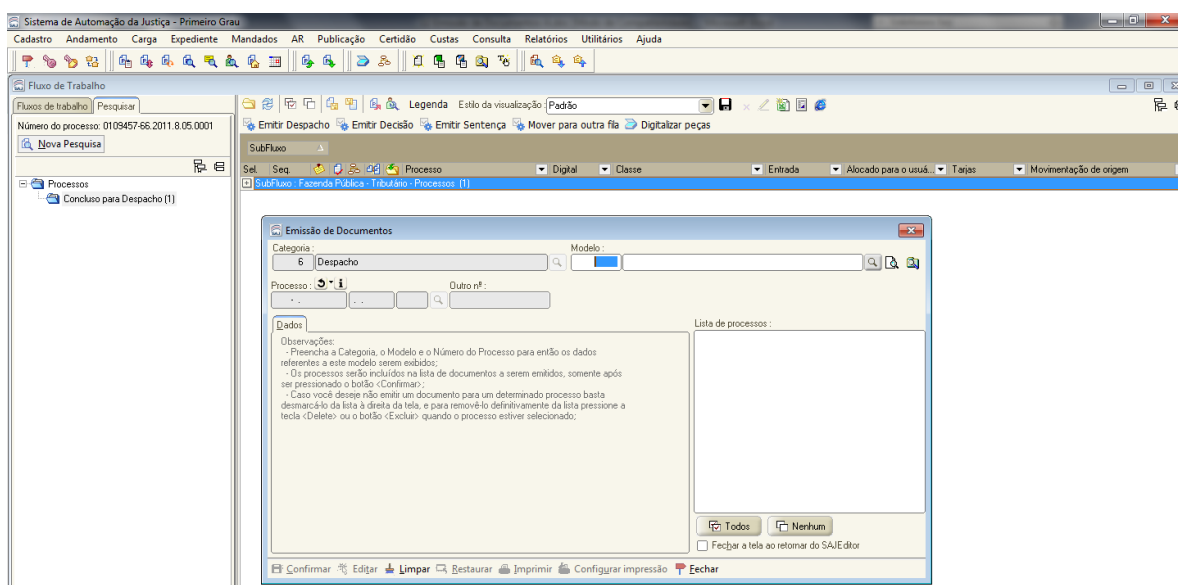 Sistema de Automação da Justiça - Primeiro Grau
Cadastro Andamento Carga Expediente Mandados AR Publicação Certidão Custas Consulta Relatórios Utilitários Ajuda
Fluxo de Trabalho
Fluxos de trabalho Pesquisar
Legenda Estilo da visualização: Padrão
Número do processo: 0109457-66.2011.8.05.0001
Emitir Despacho Emitir Decisão Emitir Sentença Mover para outra fila Digitalizar peças
Nova Pesquisa
SubFluxo
Sel. Seq. Processo Digital Classe Entrada Alocado para o usuá... Tarjas Movimentação de origem
Processos
SubFluxo : Fazenda Pública - Tributário - Processos (1)
Concluso para Despacho (1)
Emissão de Documentos
Categoria : Modelo :
6 Despacho
Processo : Outro nº :
Dados
Lista de processos :
Observações:
- Preencha a Categoria, o Modelo e o Número do Processo para então os dados
referentes a este modelo serem exibidos;
- Os processos serão incluídos na lista de documentos a serem emitidos, somente após
ser pressionado o botão <Confirmar>;
- Caso você deseje não emitir um documento para um determinado processo basta
desmarcá-lo da lista à direita da tela, e para removê-lo definitivamente da lista pressione a
tecla <Delete> ou o botão <Excluir> quando o processo estiver selecionado;
Todos Nenhum
Fechar a tela ao retornar do SAJEditor
Confirmar Editar Limpar Restaurar Imprimir Configurar impressão Fechar